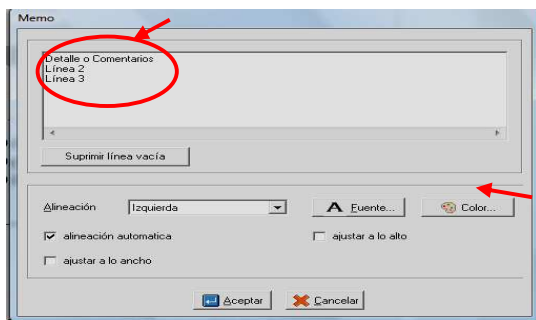 Memo
Detalle o Comentarios
Línea 2
Línea 3
Suprimir línea vacía
Alineación Izquierda A Fuente... Color...
alineación automatica ajustar a lo alto
ajustar a lo ancho
Aceptar Cancelar